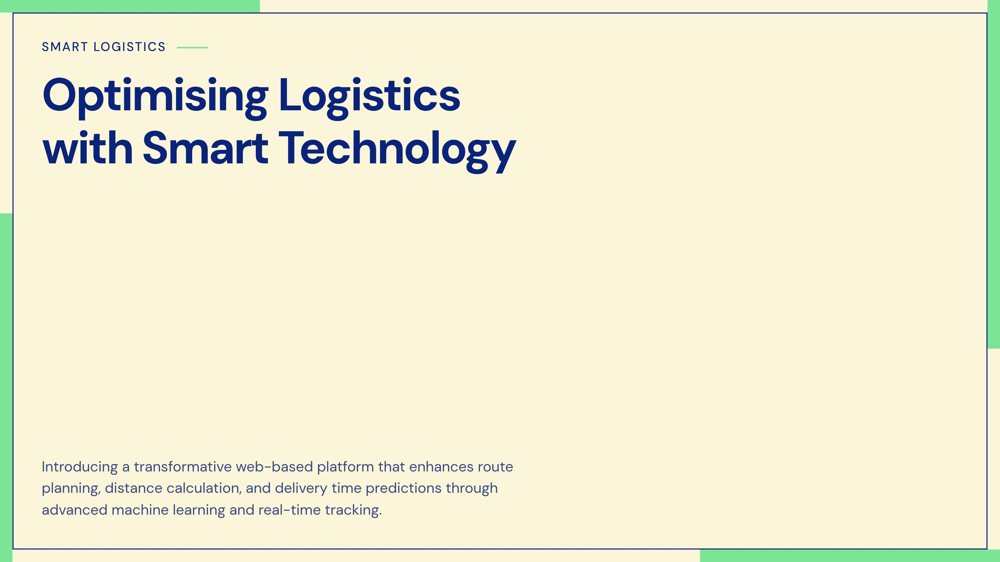 SMART LOGISTICS
Optimising Logistics
with Smart Technology
Introducing a transformative web-based platform that enhances route
planning, distance calculation, and delivery time predictions through
advanced machine learning and real-time tracking.